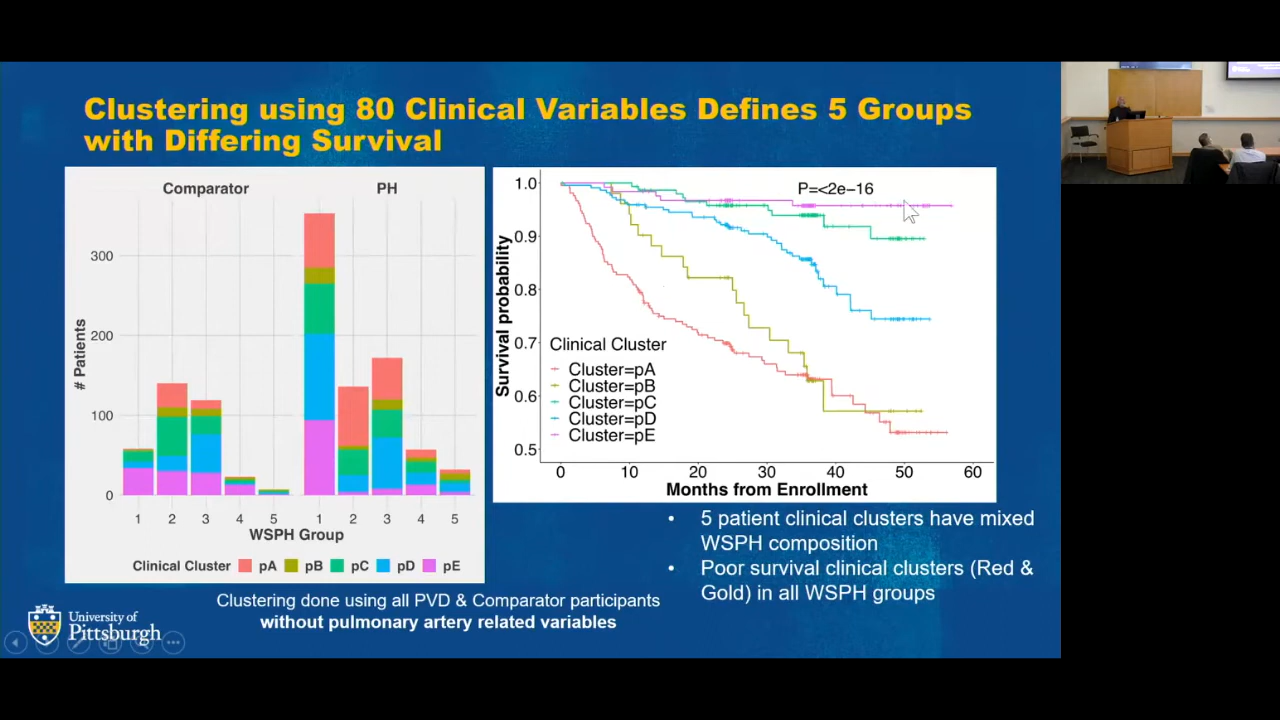 Clustering using 80 Clinical Variables Defines 5 Groups
with Differing Survival
Comparator
PH
# Patients
300
200
100
0
1 2 3 4 5
1 2 3 4 5
WSPH Group
Clinical Cluster pA pB pC pD pE
Survival probability
1.0
0.9
0.8
0.7
0.6
0.5
P=<2e−16
Clinical Cluster
Cluster=pA
Cluster=pB
Cluster=pC
Cluster=pD
Cluster=pE
0 10 20 30 40 50 60
Months from Enrollment
• 5 patient clinical clusters have mixed
WSPH composition
• Poor survival clinical clusters (Red &
Gold) in all WSPH groups
Clustering done using all PVD & Comparator participants
without pulmonary artery related variables
University of
Pittsburgh